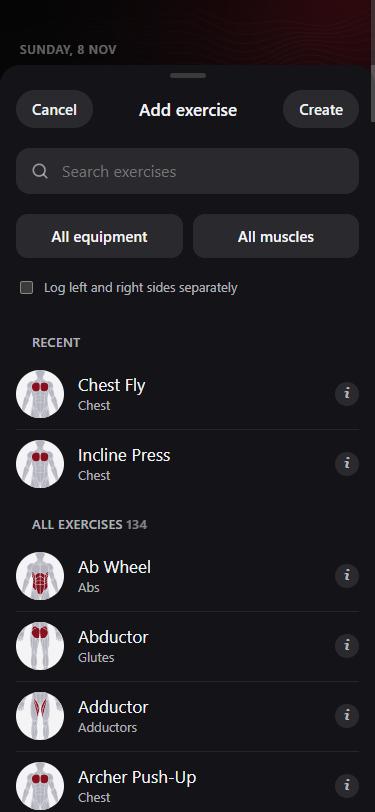 SUNDAY, 8 NOV
Cancel
Add exercise
Create
Search exercises
All equipment
All muscles
Log left and right sides separately
RECENT
Chest Fly
Chest
i
Incline Press
Chest
i
ALL EXERCISES 134
Ab Wheel
Abs
i
Abductor
Glutes
i
Adductor
Adductors
i
Archer Push-Up
Chest
i